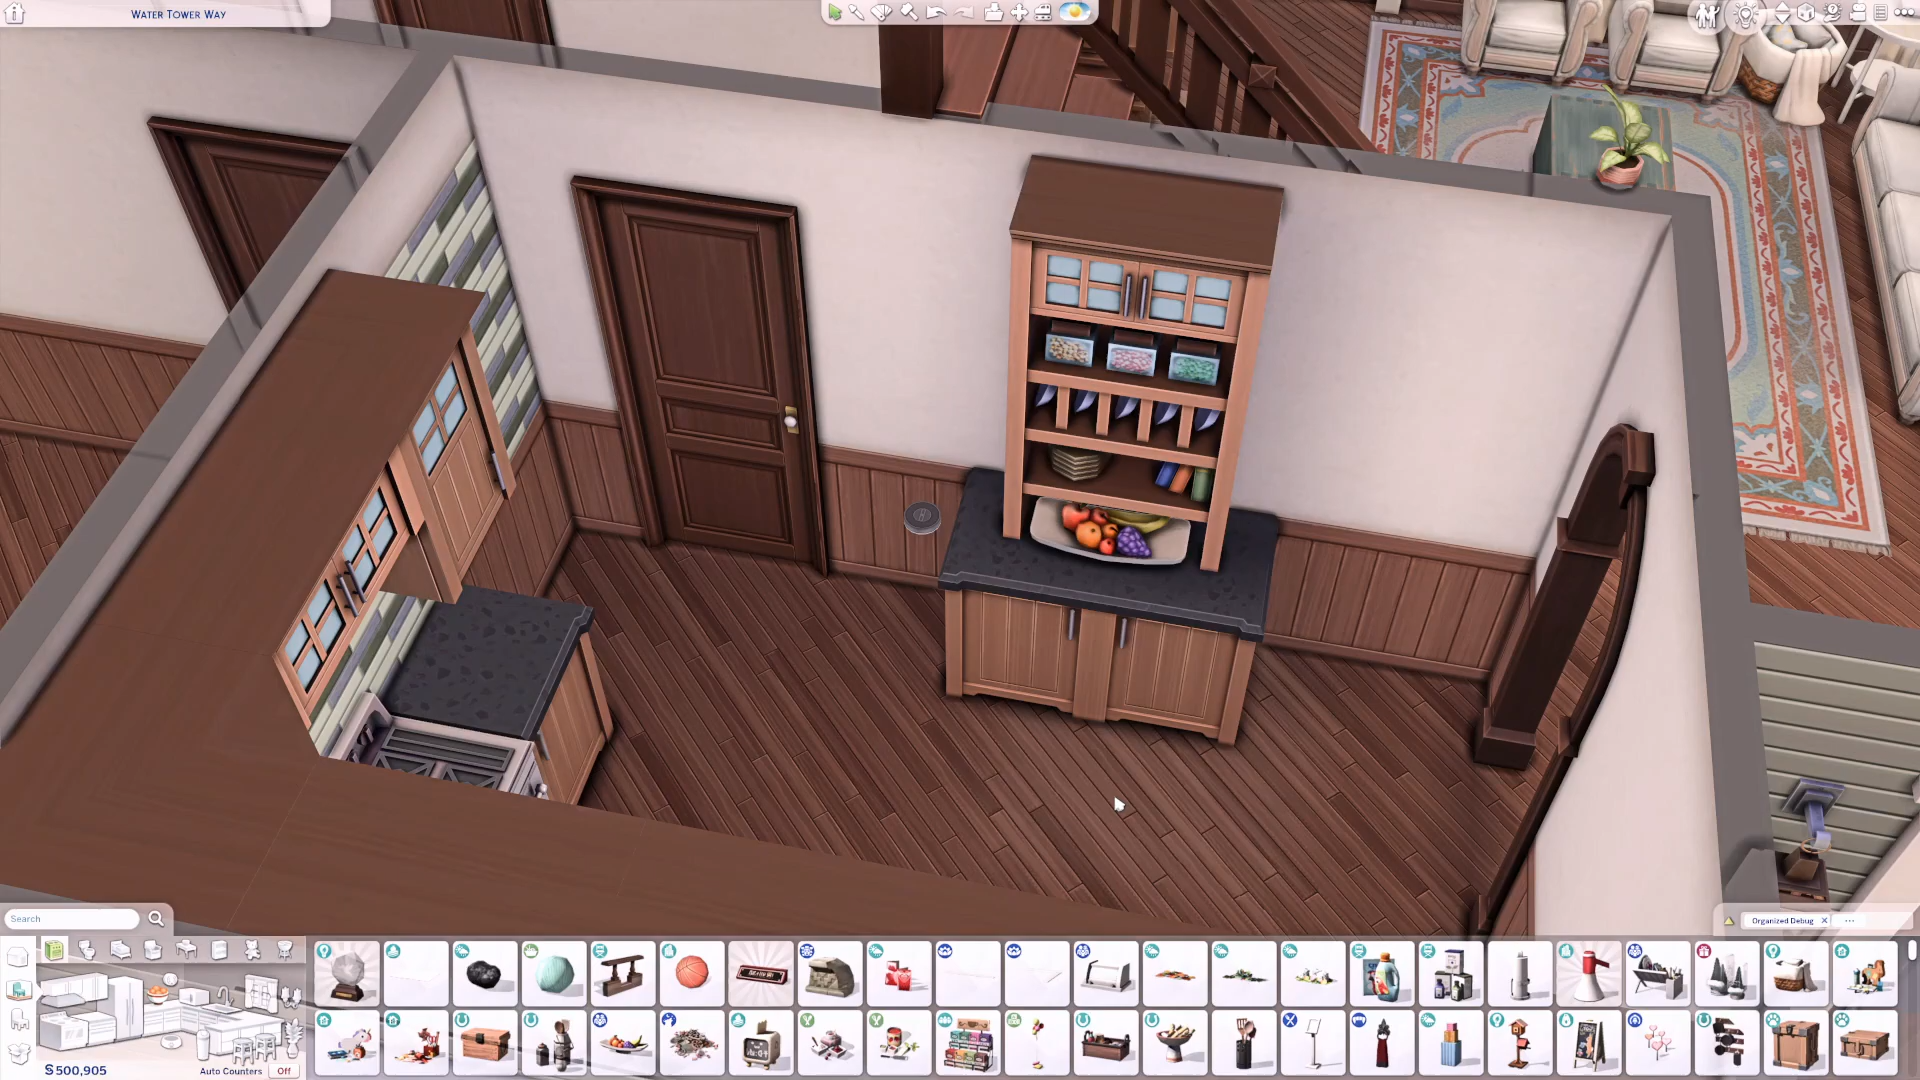 Water Tower Way
Search
Organized Debug
§500,905
Auto Counters
Off